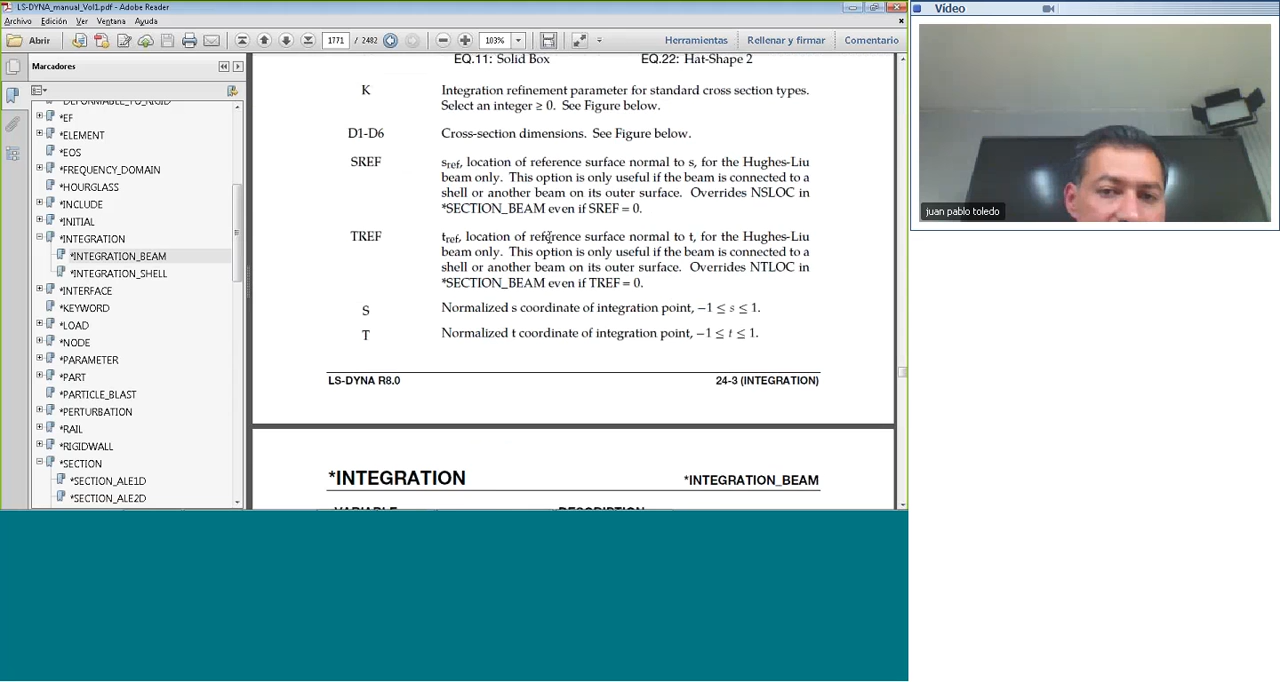 LS-DYNA_manual_Vol1.pdf - Adobe Reader
Archivo Edición Ver Ventana Ayuda
Abrir 1771 / 2482 103% Herramientas Rellenar y firmar Comentario
Marcadores
DEFORMABLE_TO_RIGID
*EF
*ELEMENT
*EOS
*FREQUENCY_DOMAIN
*HOURGLASS
*INCLUDE
*INITIAL
*INTEGRATION
*INTEGRATION_BEAM
*INTEGRATION_SHELL
*INTERFACE
*KEYWORD
*LOAD
*NODE
*PARAMETER
*PART
*PARTICLE_BLAST
*PERTURBATION
*RAIL
*RIGIDWALL
*SECTION
*SECTION_ALE1D
*SECTION_ALE2D
EQ.11: Solid Box EQ.22: Hat-Shape 2
K Integration refinement parameter for standard cross section types.
Select an integer ≥ 0. See Figure below.
D1-D6 Cross-section dimensions. See Figure below.
SREF sref, location of reference surface normal to s, for the Hughes-Liu
beam only. This option is only useful if the beam is connected to a
shell or another beam on its outer surface. Overrides NSLOC in
*SECTION_BEAM even if SREF = 0.
TREF tref, location of reference surface normal to t, for the Hughes-Liu
beam only. This option is only useful if the beam is connected to a
shell or another beam on its outer surface. Overrides NTLOC in
*SECTION_BEAM even if TREF = 0.
S Normalized s coordinate of integration point, −1 ≤ s ≤ 1.
T Normalized t coordinate of integration point, −1 ≤ t ≤ 1.
LS-DYNA R8.0 24-3 (INTEGRATION)
*INTEGRATION *INTEGRATION_BEAM
VARIABLE DESCRIPTION
Vídeo
juan pablo toledo